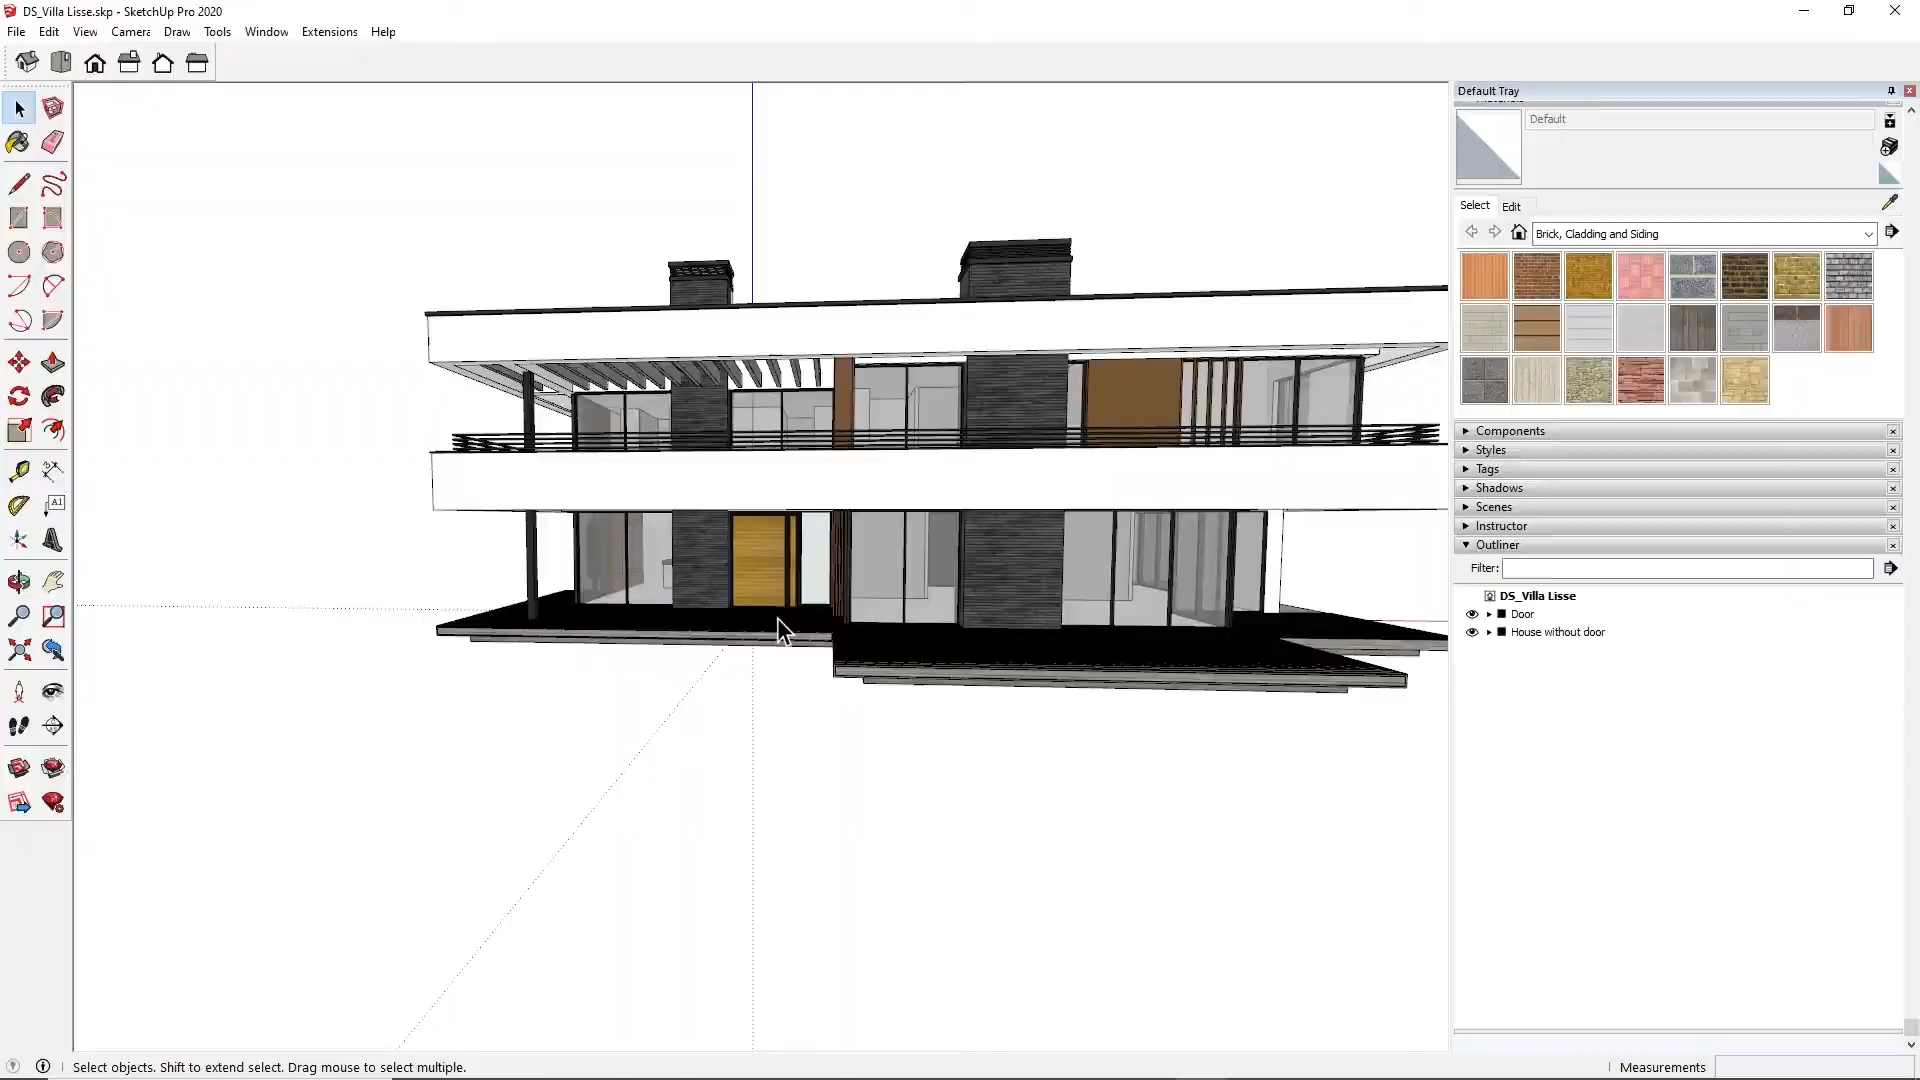 DS_Villa Lisse.skp - SketchUp Pro 2020
File Edit View Camera Draw Tools Window Extensions Help
Default Tray
Default
Select Edit
Brick, Cladding and Siding
Components
Styles
Tags
Shadows
Scenes
Instructor
Outliner
Filter:
DS_Villa Lisse
Door
House without door
A1
Select objects. Shift to extend select. Drag mouse to select multiple.
Measurements